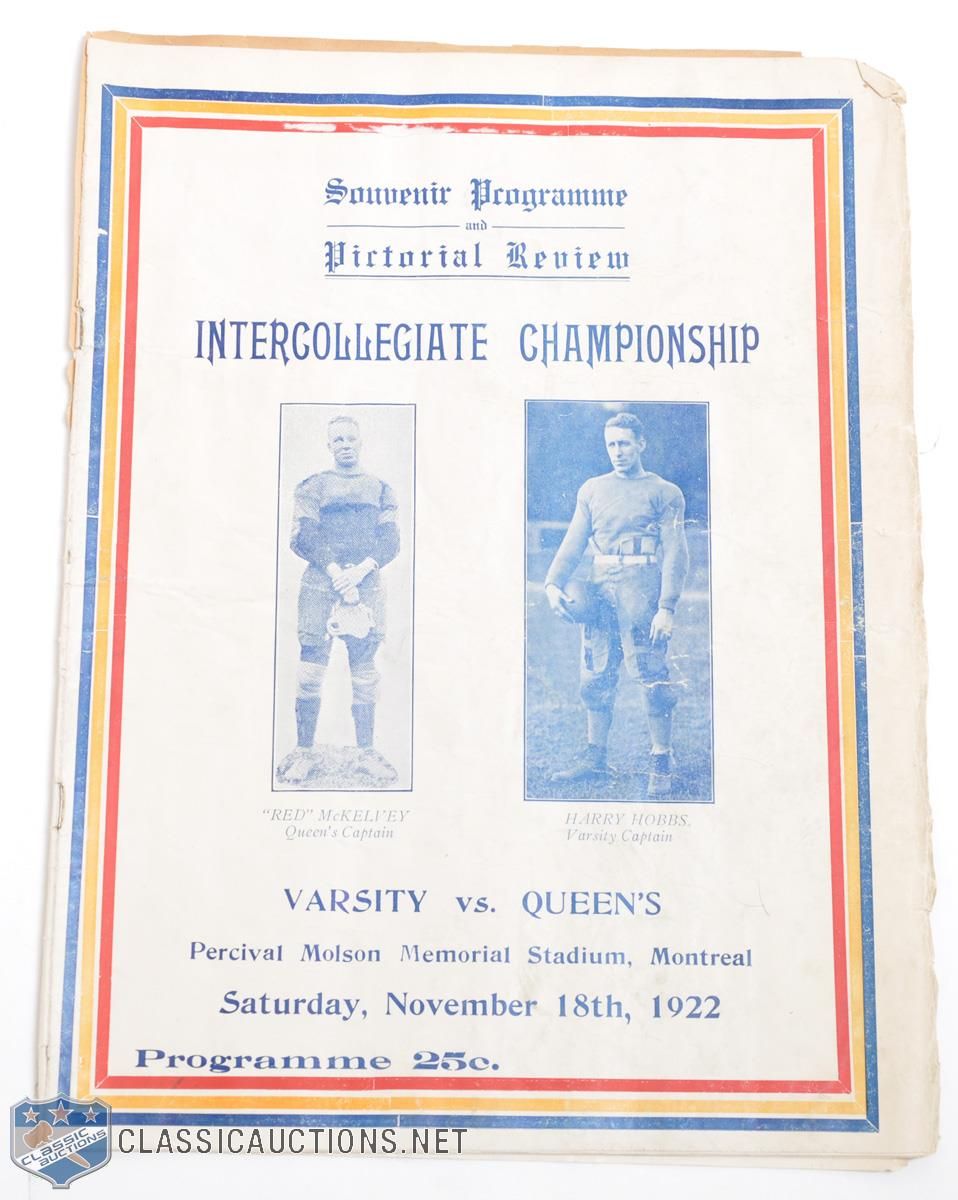 Souvenir Programme
and
Pictorial Review
INTERCOLLEGIATE CHAMPIONSHIP
"RED" McKELVEY
Queen's Captain
HARRY HOBBS,
Varsity Captain
VARSITY vs. QUEEN'S
Percival Molson Memorial Stadium, Montreal
Saturday, November 18th, 1922
Programme 25c.
CLASSIC
AUCTIONS
CLASSICAUCTIONS.NET